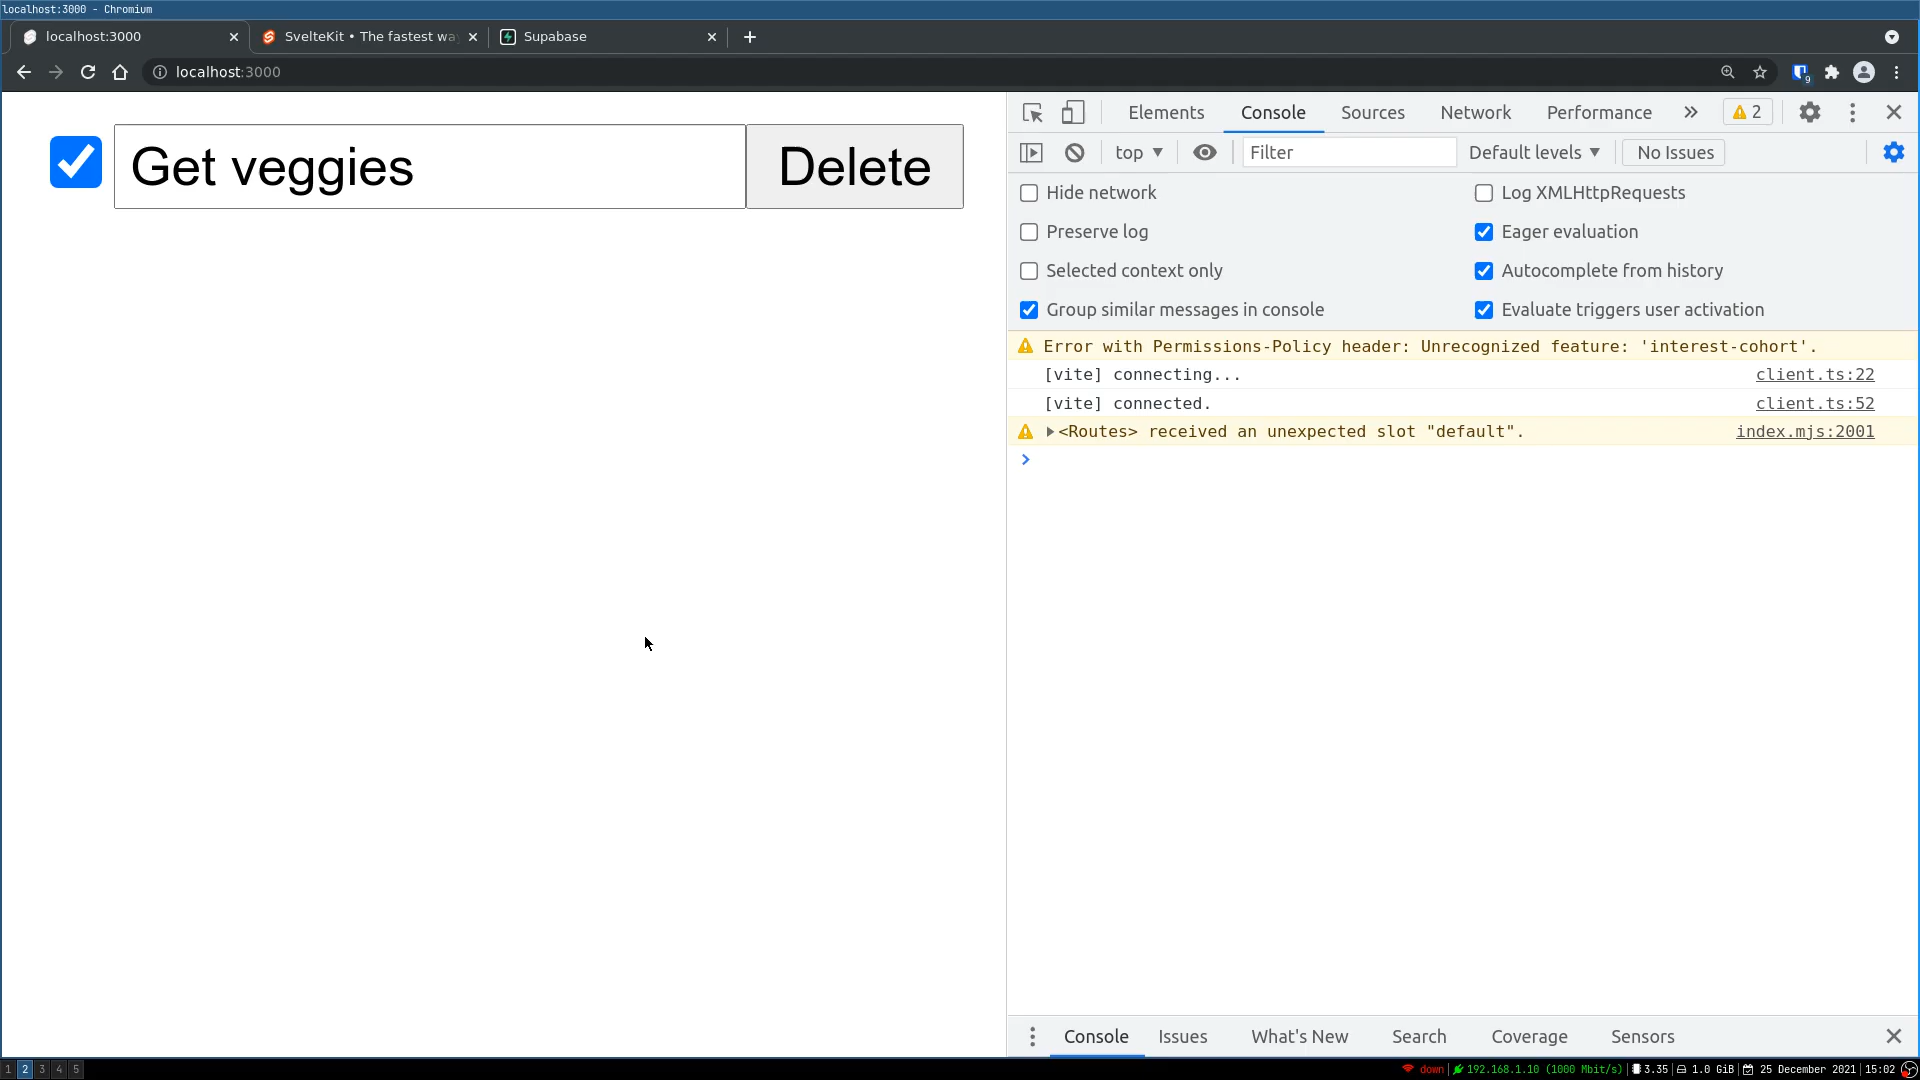 localhost:3000 - Chromium
localhost:3000
SvelteKit • The fastest wa
Supabase
localhost:3000
9
Get veggies
Delete
Elements
Console
Sources
Network
Performance
2
top
Filter
Default levels
No Issues
Hide network
Log XMLHttpRequests
Preserve log
Eager evaluation
Selected context only
Autocomplete from history
Group similar messages in console
Evaluate triggers user activation
Error with Permissions-Policy header: Unrecognized feature: 'interest-cohort'.
[vite] connecting...
client.ts:22
[vite] connected.
client.ts:52
<Routes> received an unexpected slot "default".
index.mjs:2001
Console
Issues
What's New
Search
Coverage
Sensors
1 2 3 4 5
down
192.168.1.10 (1000 Mbit/s)
3.35
1.0 GiB
25 December 2021
15:02